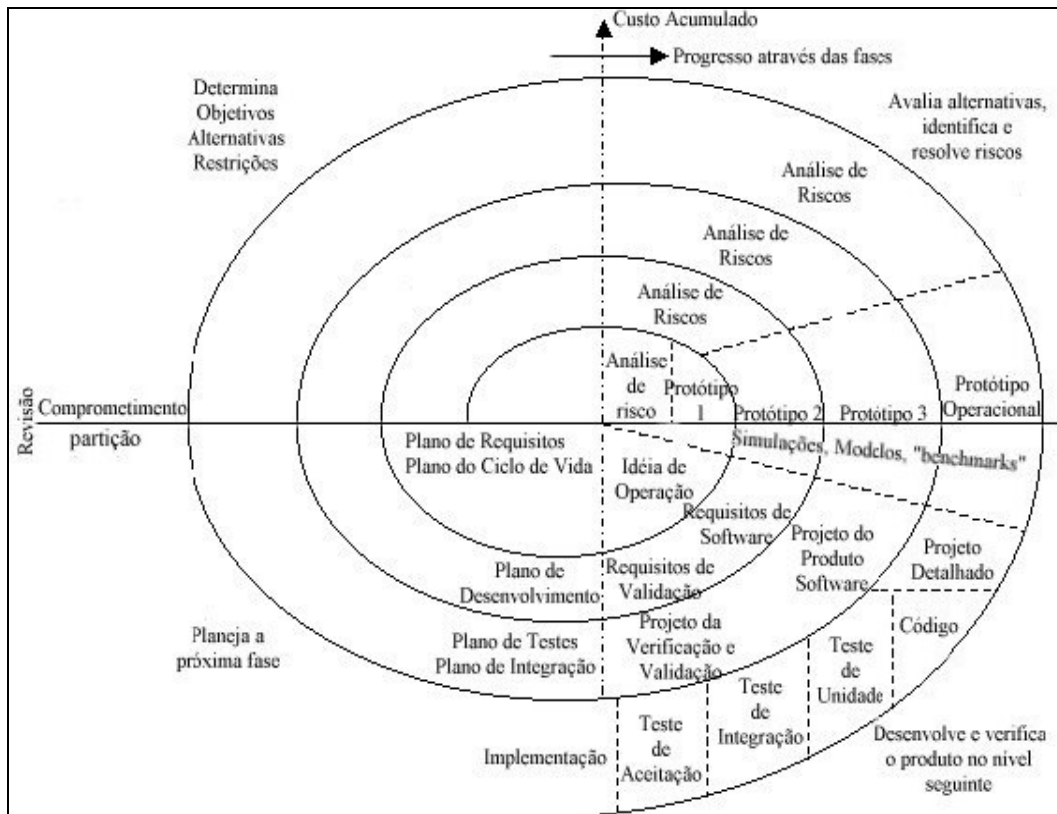 Custo Acumulado
Progresso através das fases
Determina
Objetivos
Alternativas
Restrições
Avalia alternativas,
identifica e
resolve riscos
Análise de
Riscos
Análise de
Riscos
Análise de
Riscos
Análise
de
risco
Protótipo
1
Protótipo 2
Protótipo 3
Protótipo
Operacional
Revisão
Comprometimento
partição
Simulações, Modelos, "benchmarks"
Plano de Requisitos
Plano do Ciclo de Vida
Idéia de
Operação
Requisitos de
Software
Projeto do
Produto
Software
Projeto
Detalhado
Plano de
Desenvolvimento
Requisitos de
Validação
Código
Planeja a
próxima fase
Plano de Testes
Plano de Integração
Projeto da
Verificação e
Validação
Teste
de
Unidade
Teste
de
Integração
Teste
de
Aceitação
Implementação
Desenvolve e verifica
o produto no nível
seguinte